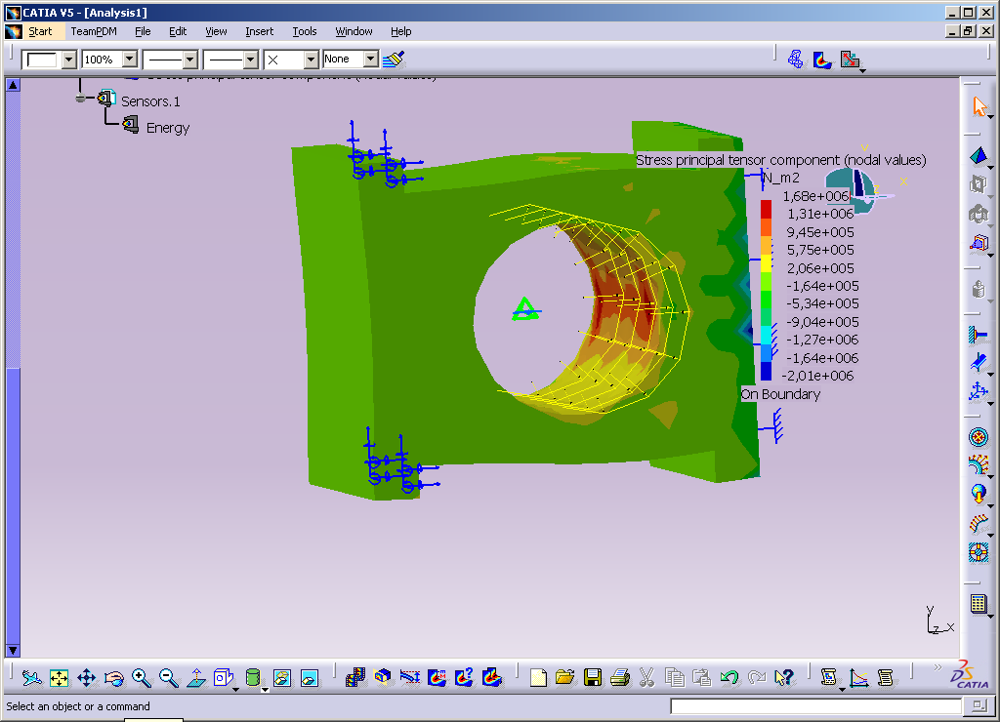 CATIA V5 - [Analysis1]
Start TeamPDM File Edit View Insert Tools Window Help
100% None
Sensors.1
Energy
Stress principal tensor component (nodal values)
N_m2
1,68e+006
1,31e+006
9,45e+005
5,75e+005
2,06e+005
-1,64e+005
-5,34e+005
-9,04e+005
-1,27e+006
-1,64e+006
-2,01e+006
On Boundary
y
z x
CATIA
Select an object or a command